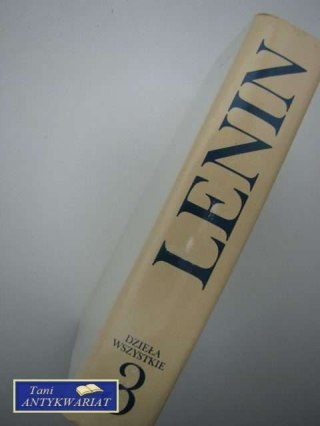 LENIN
DZIEŁA
WSZYSTKIE
3
Tani
ANTYKWARIAT